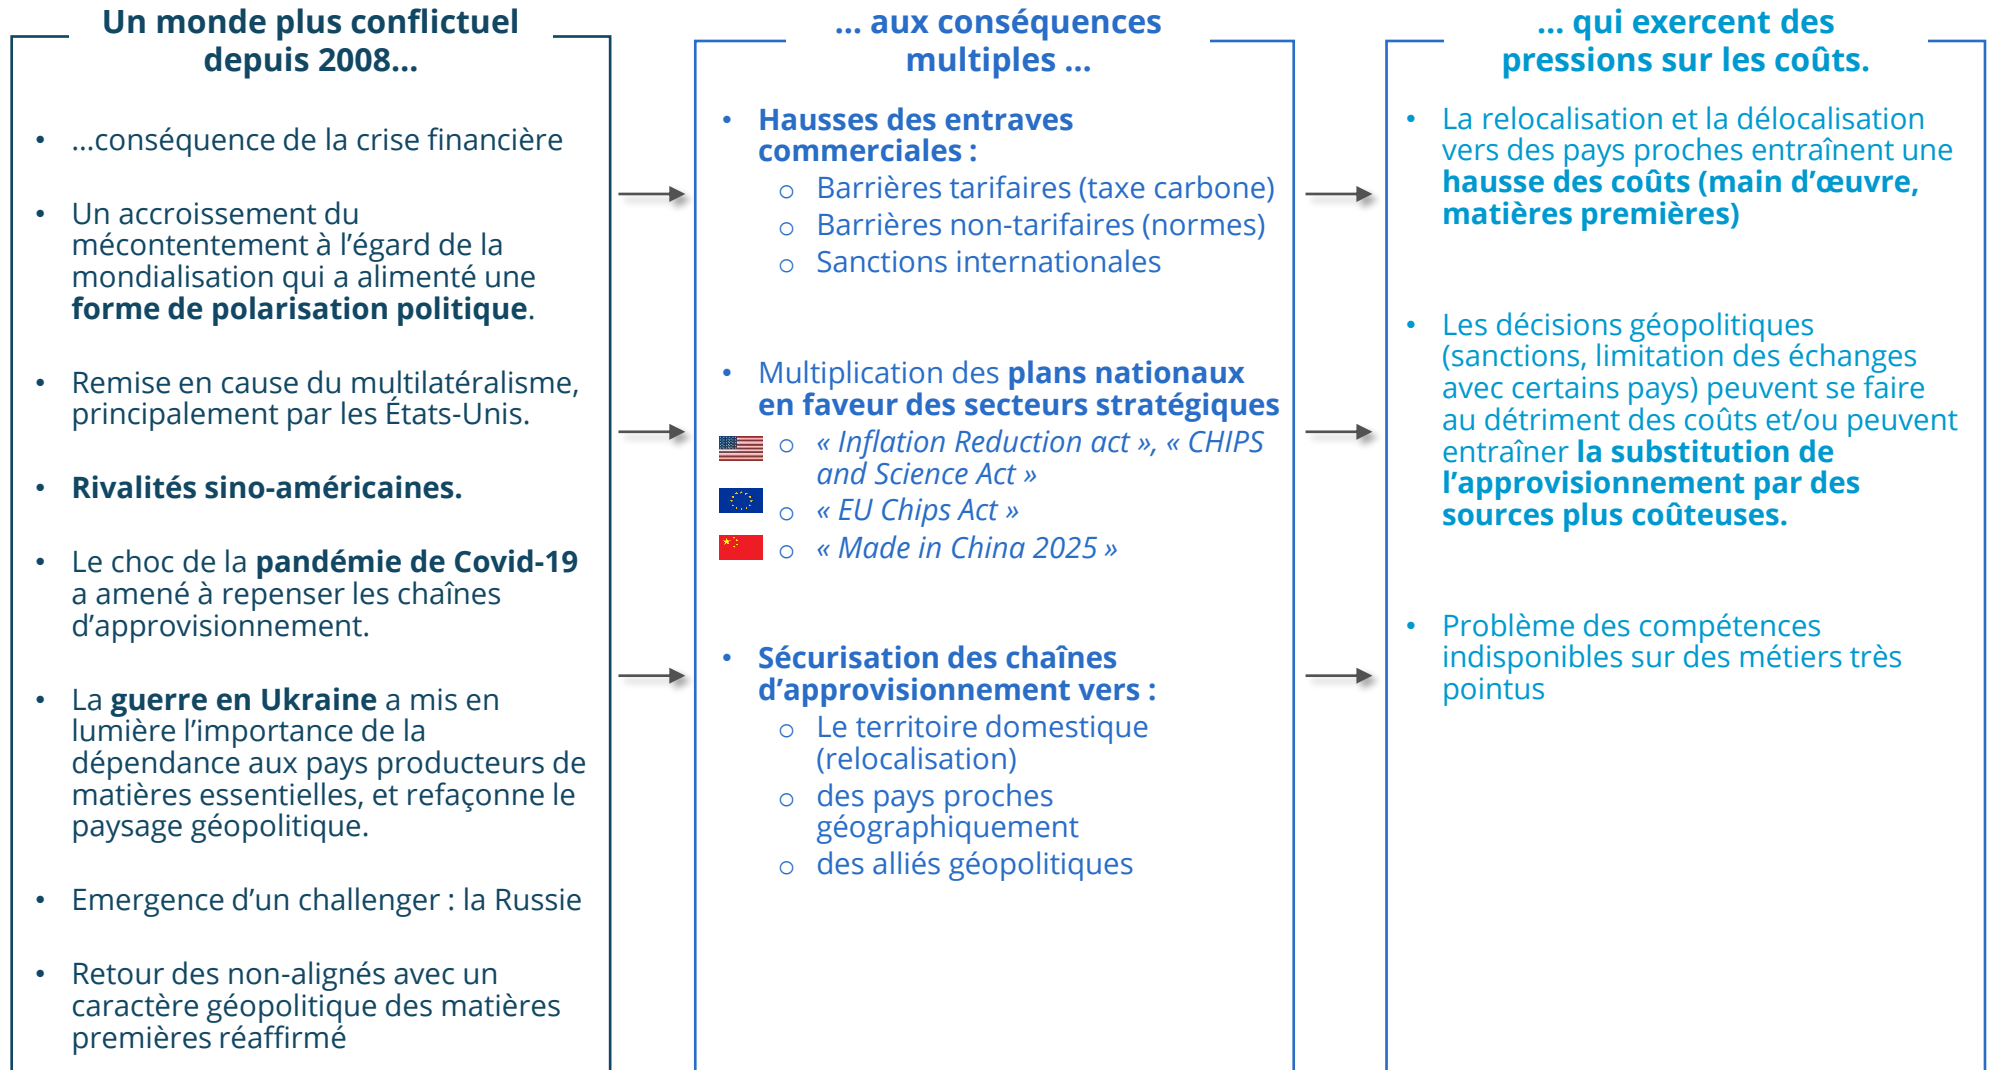 Un monde plus conflictuel
depuis 2008...
• ...conséquence de la crise financière
• Un accroissement du
mécontentement à l’égard de la
mondialisation qui a alimenté une
forme de polarisation politique.
• Remise en cause du multilatéralisme,
principalement par les États-Unis.
• Rivalités sino-américaines.
• Le choc de la pandémie de Covid-19
a amené à repenser les chaînes
d’approvisionnement.
• La guerre en Ukraine a mis en
lumière l’importance de la
dépendance aux pays producteurs de
matières essentielles, et refaçonne le
paysage géopolitique.
• Emergence d’un challenger : la Russie
• Retour des non-alignés avec un
caractère géopolitique des matières
premières réaffirmé
... aux conséquences
multiples ...
• Hausses des entraves
commerciales :
o Barrières tarifaires (taxe carbone)
o Barrières non-tarifaires (normes)
o Sanctions internationales
• Multiplication des plans nationaux
en faveur des secteurs stratégiques
o « Inflation Reduction act », « CHIPS
and Science Act »
o « EU Chips Act »
o « Made in China 2025 »
• Sécurisation des chaînes
d’approvisionnement vers :
o Le territoire domestique
(relocalisation)
o des pays proches
géographiquement
o des alliés géopolitiques
... qui exercent des
pressions sur les coûts.
• La relocalisation et la délocalisation
vers des pays proches entraînent une
hausse des coûts (main d’œuvre,
matières premières)
• Les décisions géopolitiques
(sanctions, limitation des échanges
avec certains pays) peuvent se faire
au détriment des coûts et/ou peuvent
entraîner la substitution de
l’approvisionnement par des
sources plus coûteuses.
• Problème des compétences
indisponibles sur des métiers très
pointus